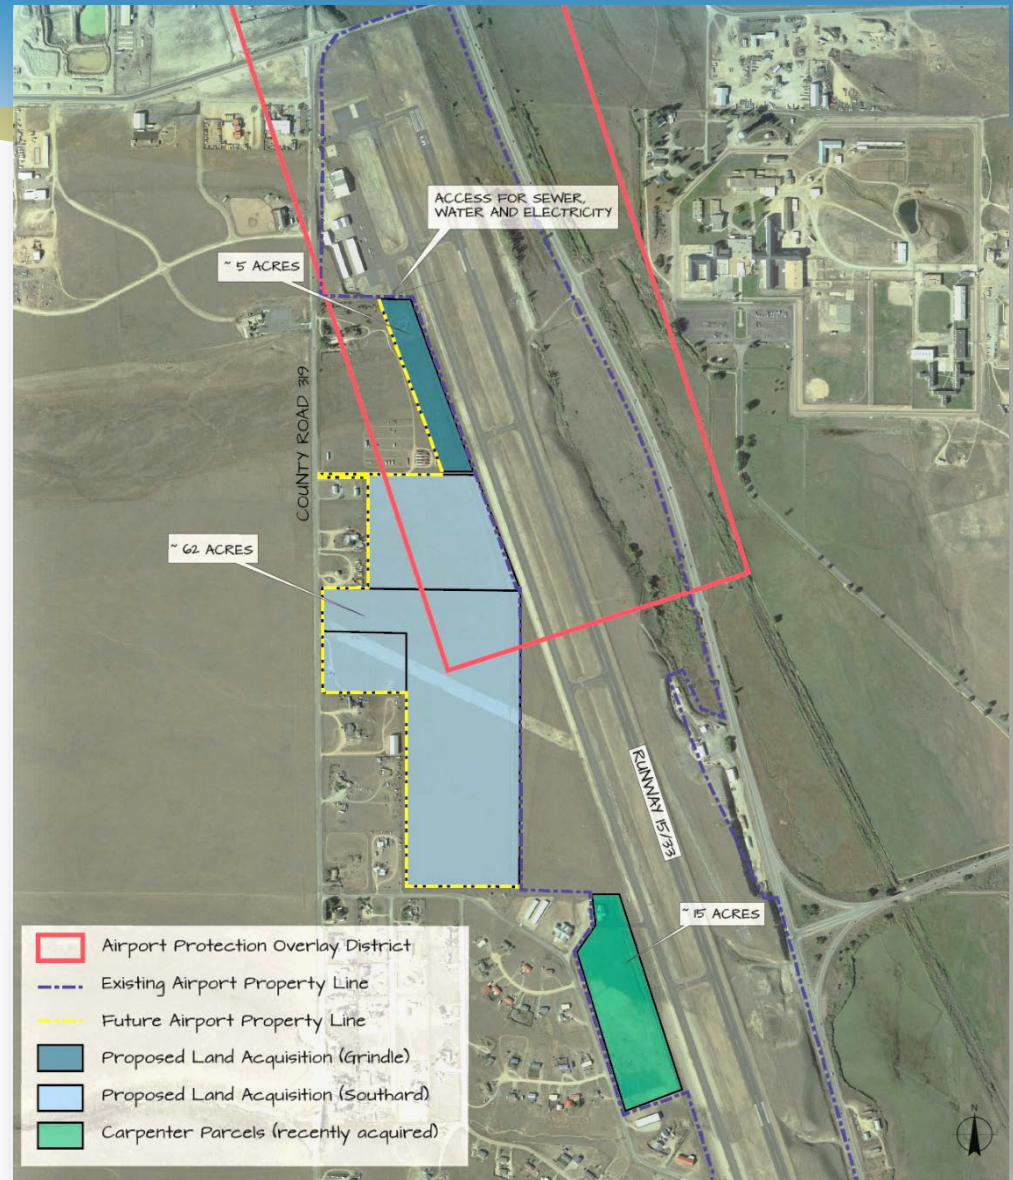 ACCESS FOR SEWER,
WATER AND ELECTRICITY
~ 5 ACRES
COUNTY ROAD 319
~ 62 ACRES
RUNWAY 15/33
~ 15 ACRES
Airport Protection Overlay District
Existing Airport Property Line
Future Airport Property Line
Proposed Land Acquisition (Grindle)
Proposed Land Acquisition (Southard)
Carpenter Parcels (recently acquired)
N